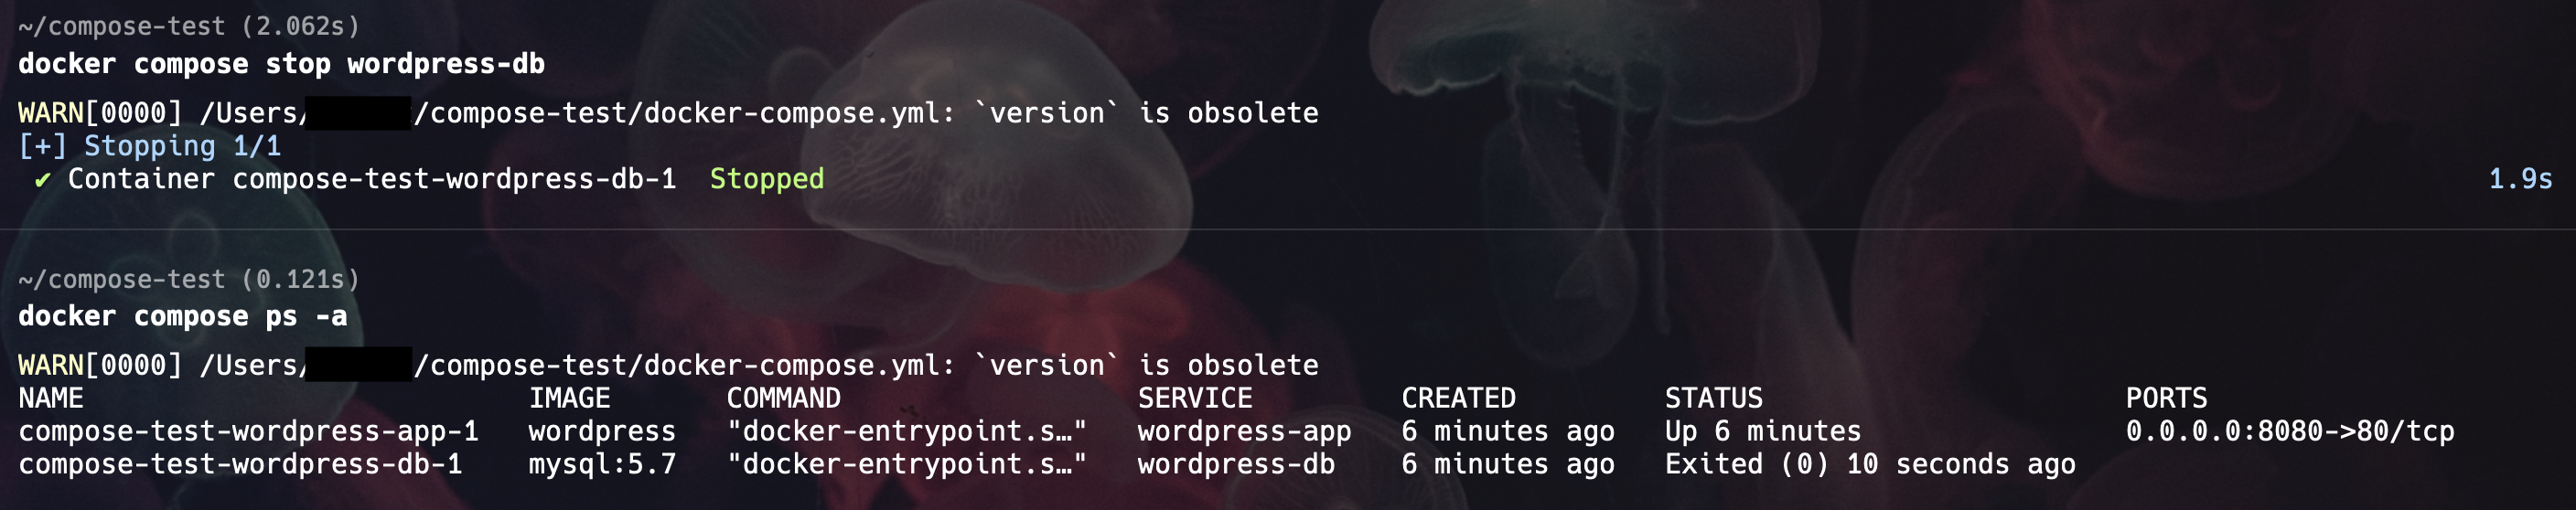 ~/compose-test (2.062s)
docker compose stop wordpress-db
WARN[0000] /Users/ /compose-test/docker-compose.yml: `version` is obsolete
[+] Stopping 1/1
✔ Container compose-test-wordpress-db-1 Stopped 1.9s
~/compose-test (0.121s)
docker compose ps -a
WARN[0000] /Users/ /compose-test/docker-compose.yml: `version` is obsolete
NAME IMAGE COMMAND SERVICE CREATED STATUS PORTS
compose-test-wordpress-app-1 wordpress "docker-entrypoint.s…" wordpress-app 6 minutes ago Up 6 minutes 0.0.0.0:8080->80/tcp
compose-test-wordpress-db-1 mysql:5.7 "docker-entrypoint.s…" wordpress-db 6 minutes ago Exited (0) 10 seconds ago